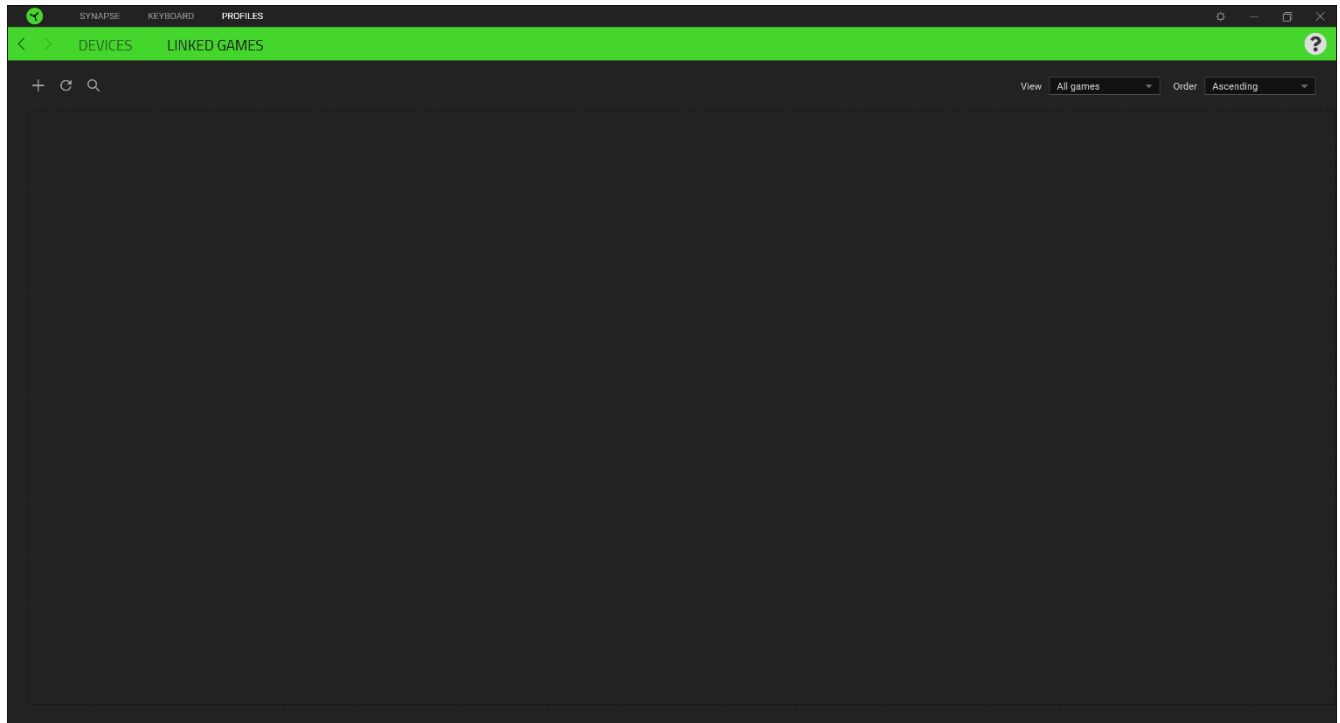 SYNAPSE KEYBOARD PROFILES
DEVICES LINKED GAMES ?
View All games Order Ascending